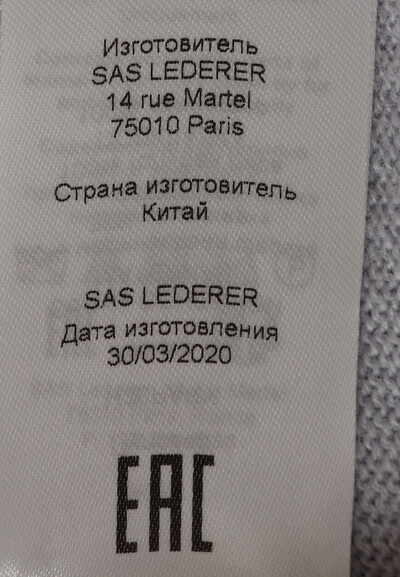 Изготовитель
SAS LEDERER
14 rue Martel
75010 Paris
Страна изготовитель
Китай
SAS LEDERER
Дата изготовления
30/03/2020
EAC